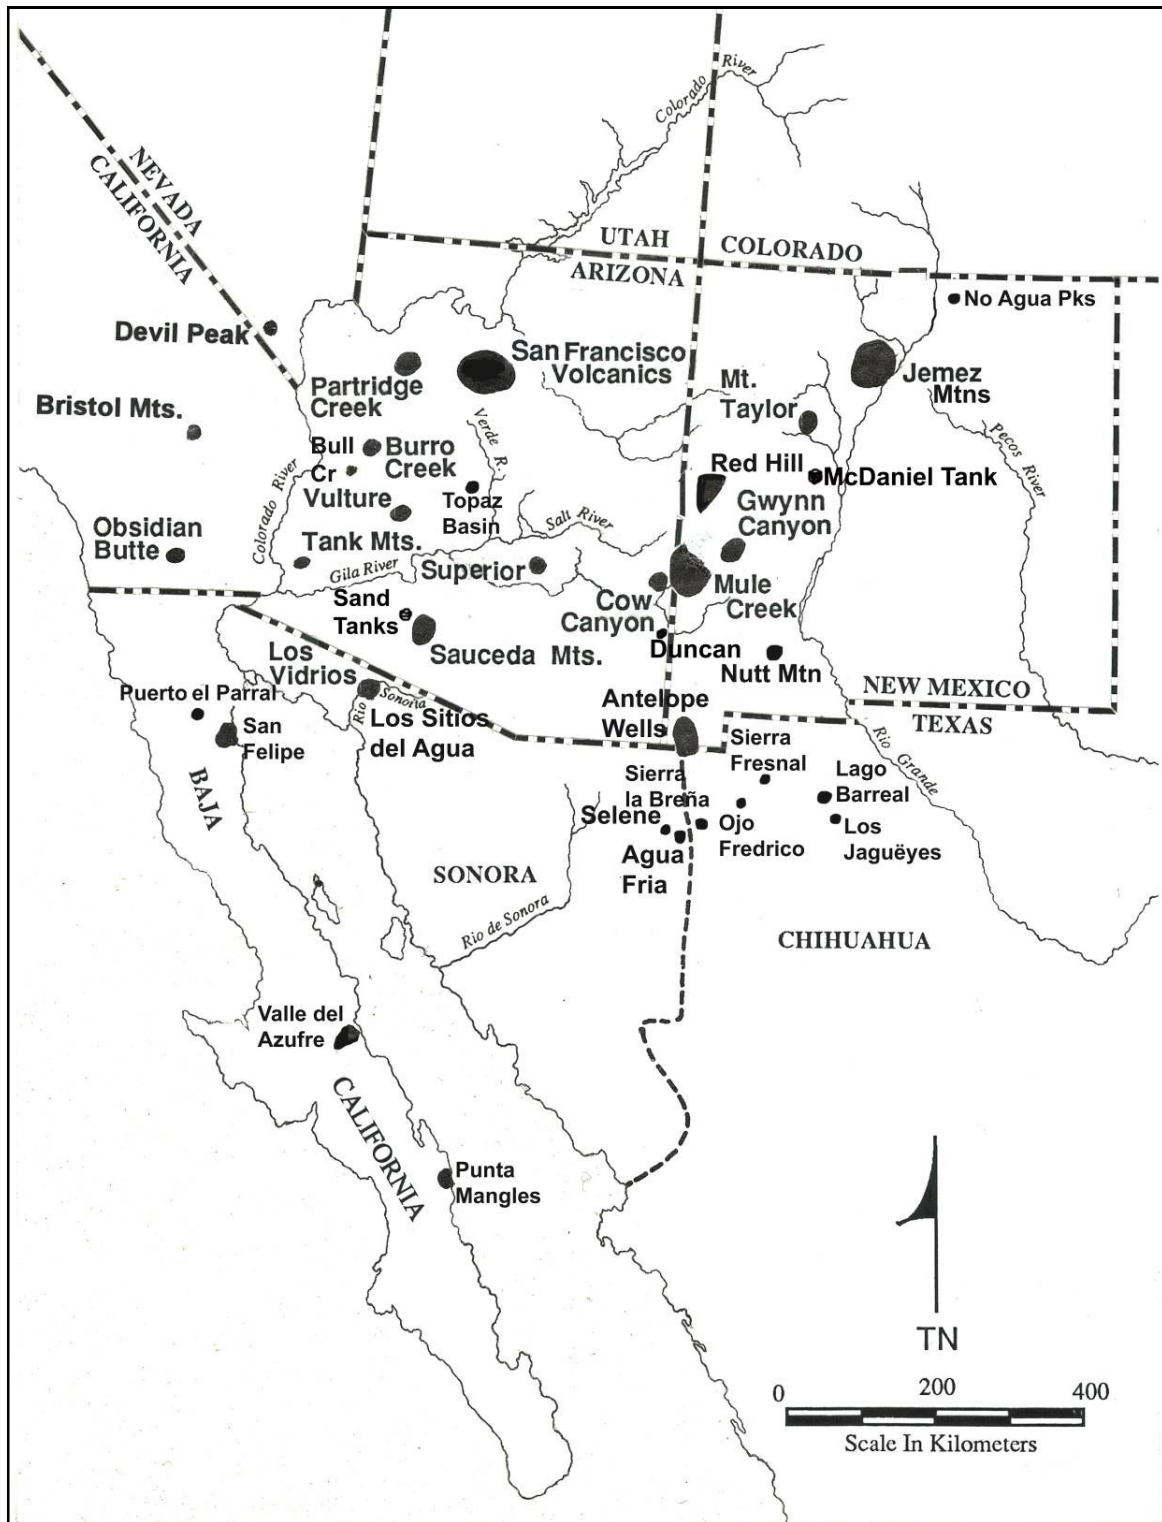 Colorado
River
NEVADA
CALIFORNIA
UTAH
COLORADO
ARIZONA
No Agua Pks
Devil Peak
San Francisco
Volcanics
Partridge
Creek
Mt.
Taylor
Jemez
Mtns
Bristol Mts.
Verde R.
Pecos River
Bull
Cr
Burro
Creek
Red Hill
McDaniel Tank
Vulture
Topaz
Basin
Gwynn
Canyon
Colorado River
Salt River
Obsidian
Butte
Tank Mts.
Gila River
Superior
Mule
Creek
Cow
Canyon
Sand
Tanks
Sauceda Mts.
Duncan
Nutt Mtn
Los
Vidrios
Puerto el Parral
Rio Sonoria
NEW MEXICO
TEXAS
San
Felipe
Los Sitios
del Agua
Antelope
Wells
Sierra
Fresnal
Rio Grande
BAJA
Sierra
la Breña
Lago
Barreal
Selene
Ojo
Fredrico
Los
Jaguëyes
Agua
Fria
SONORA
Rio de Sonora
CHIHUAHUA
Valle del
Azufre
CALIFORNIA
Punta
Mangles
TN
0 200 400
Scale In Kilometers